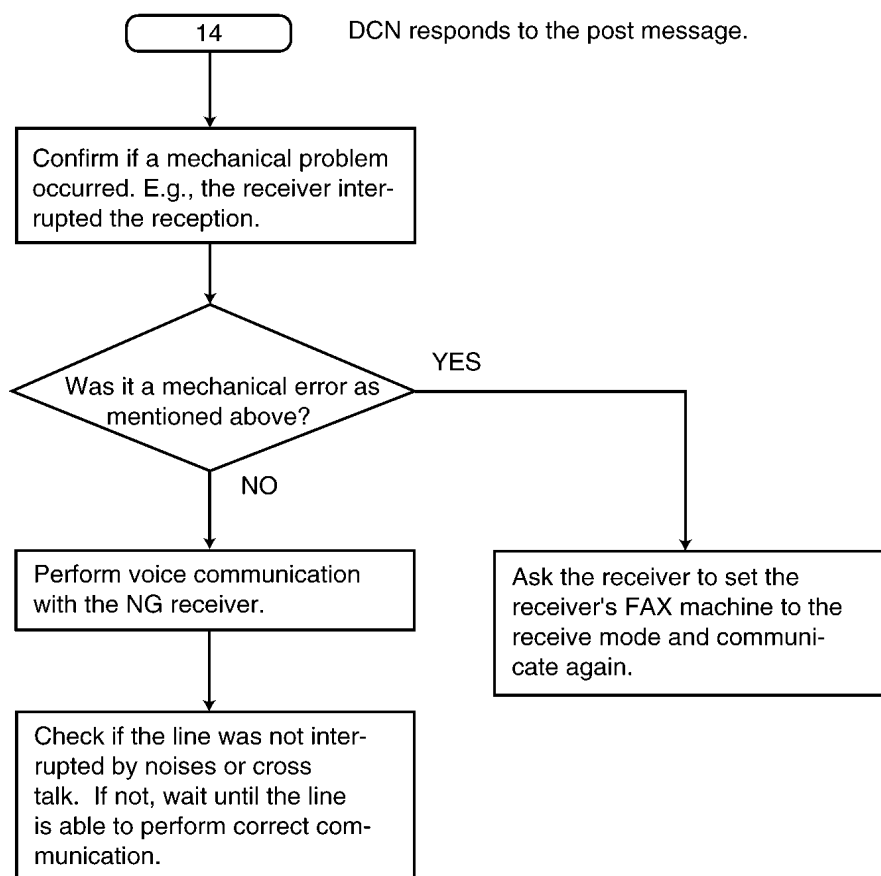 14
DCN responds to the post message.
Confirm if a mechanical problem
occurred. E.g., the receiver inter-
rupted the reception.
YES
Was it a mechanical error as
mentioned above?
NO
Perform voice communication
with the NG receiver.
Ask the receiver to set the
receiver's FAX machine to the
receive mode and communi-
cate again.
Check if the line was not inter-
rupted by noises or cross
talk.  If not, wait until the line
is able to perform correct com-
munication.